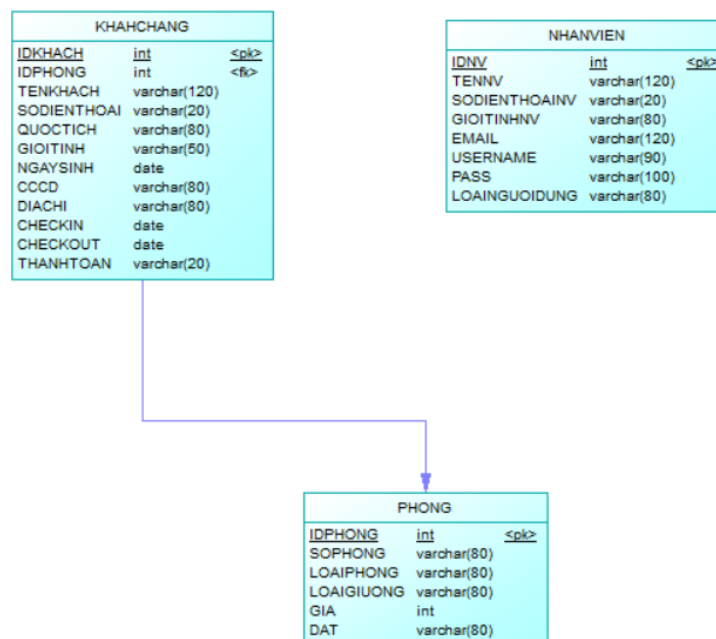 KHAHCHANG
IDKHACH int <pk>
IDPHONG int <fk>
TENKHACH varchar(120)
SODIENTHOAI varchar(20)
QUOCTICH varchar(80)
GIOITINH varchar(50)
NGAYSINH date
CCCD varchar(80)
DIACHI varchar(80)
CHECKIN date
CHECKOUT date
THANHTOAN varchar(20)
NHANVIEN
IDNV int <pk>
TENNV varchar(120)
SODIENTHOAINV varchar(20)
GIOITINHNV varchar(80)
EMAIL varchar(120)
USERNAME varchar(90)
PASS varchar(100)
LOAINGUOIDUNG varchar(80)
PHONG
IDPHONG int <pk>
SOPHONG varchar(80)
LOAIPHONG varchar(80)
LOAIGIUONG varchar(80)
GIA int
DAT varchar(80)